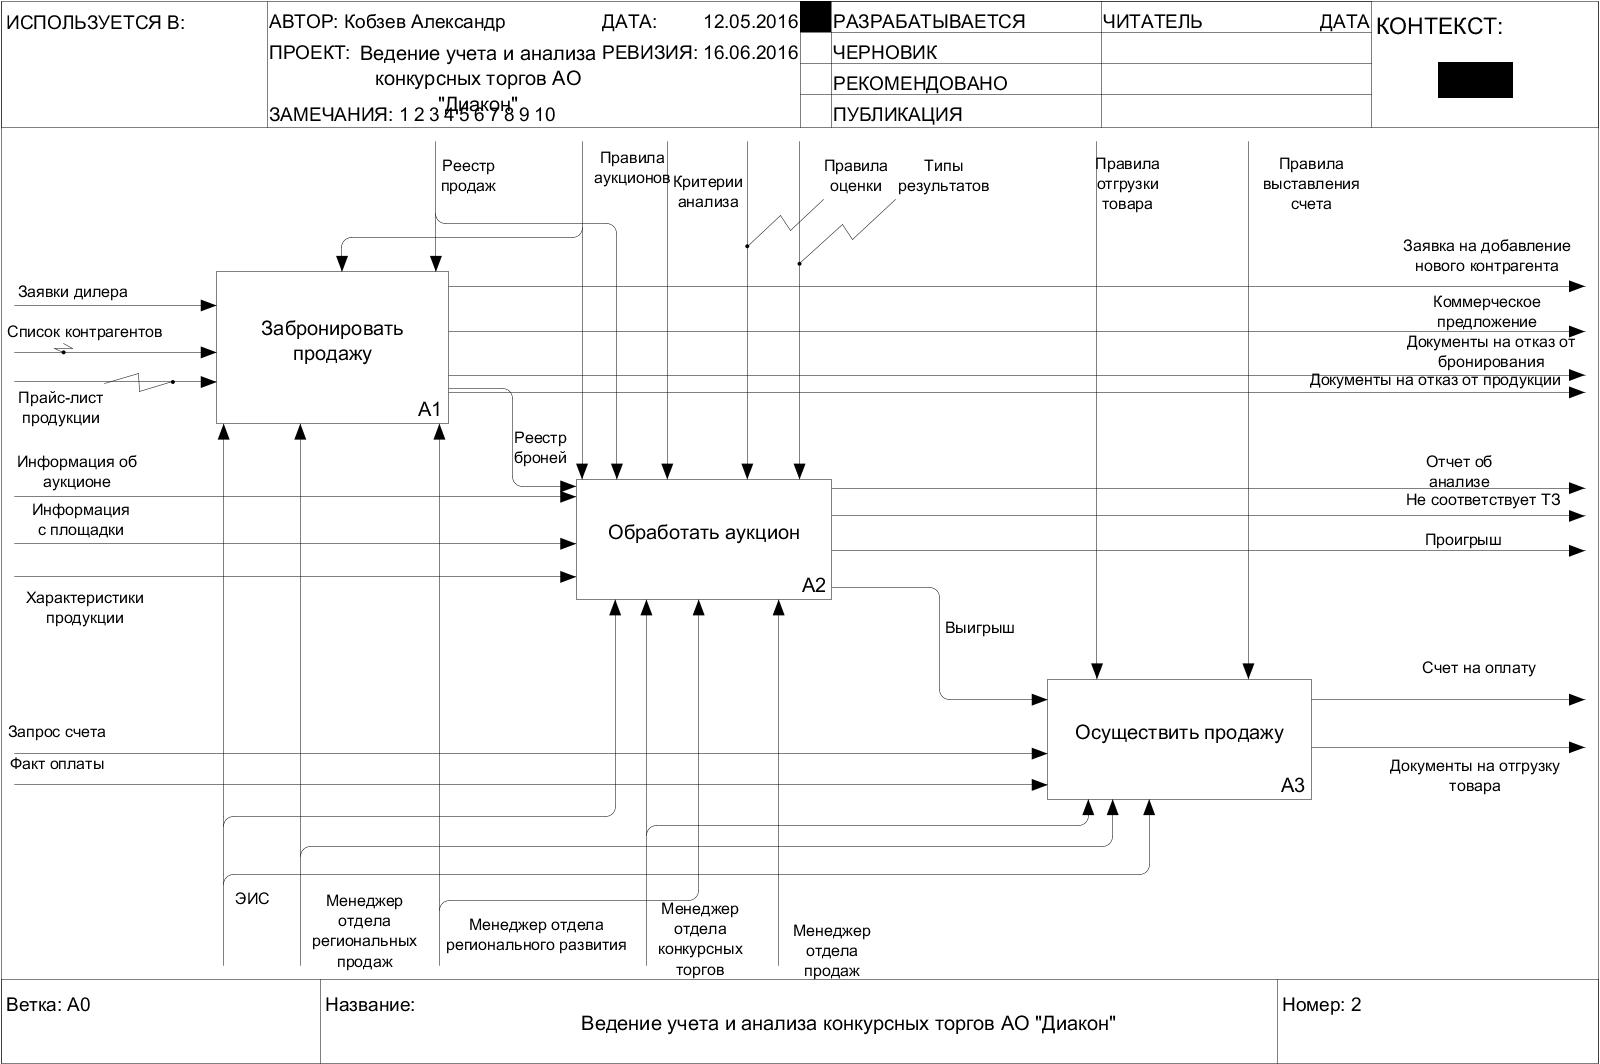 ИСПОЛЬЗУЕТСЯ В:
АВТОР: Кобзев Александр
ДАТА: 12.05.2016
ПРОЕКТ: Ведение учета и анализа
конкурсных торгов АО
"Диакон"
РЕВИЗИЯ: 16.06.2016
ЗАМЕЧАНИЯ: 1 2 3 4 5 6 7 8 9 10
РАЗРАБАТЫВАЕТСЯ
ЧЕРНОВИК
РЕКОМЕНДОВАНО
ПУБЛИКАЦИЯ
ЧИТАТЕЛЬ
ДАТА
КОНТЕКСТ:
Реестр
продаж
Правила
аукционов
Критерии
анализа
Правила
оценки
Типы
результатов
Правила
отгрузки
товара
Правила
выставления
счета
Заявки дилера
Список контрагентов
Прайс-лист
продукции
Забронировать
продажу
A1
Заявка на добавление
нового контрагента
Коммерческое
предложение
Документы на отказ от
бронирования
Документы на отказ от продукции
Реестр
броней
Информация об
аукционе
Информация
с площадки
Характеристики
продукции
Обработать аукцион
A2
Отчет об
анализе
Не соответствует ТЗ
Проигрыш
Выигрыш
Запрос счета
Факт оплаты
Осуществить продажу
A3
Счет на оплату
Документы на отгрузку
товара
ЭИС
Менеджер
отдела
региональных
продаж
Менеджер отдела
регионального развития
Менеджер
отдела
конкурсных
торгов
Менеджер
отдела
продаж
Ветка: A0
Название:
Ведение учета и анализа конкурсных торгов АО "Диакон"
Номер: 2